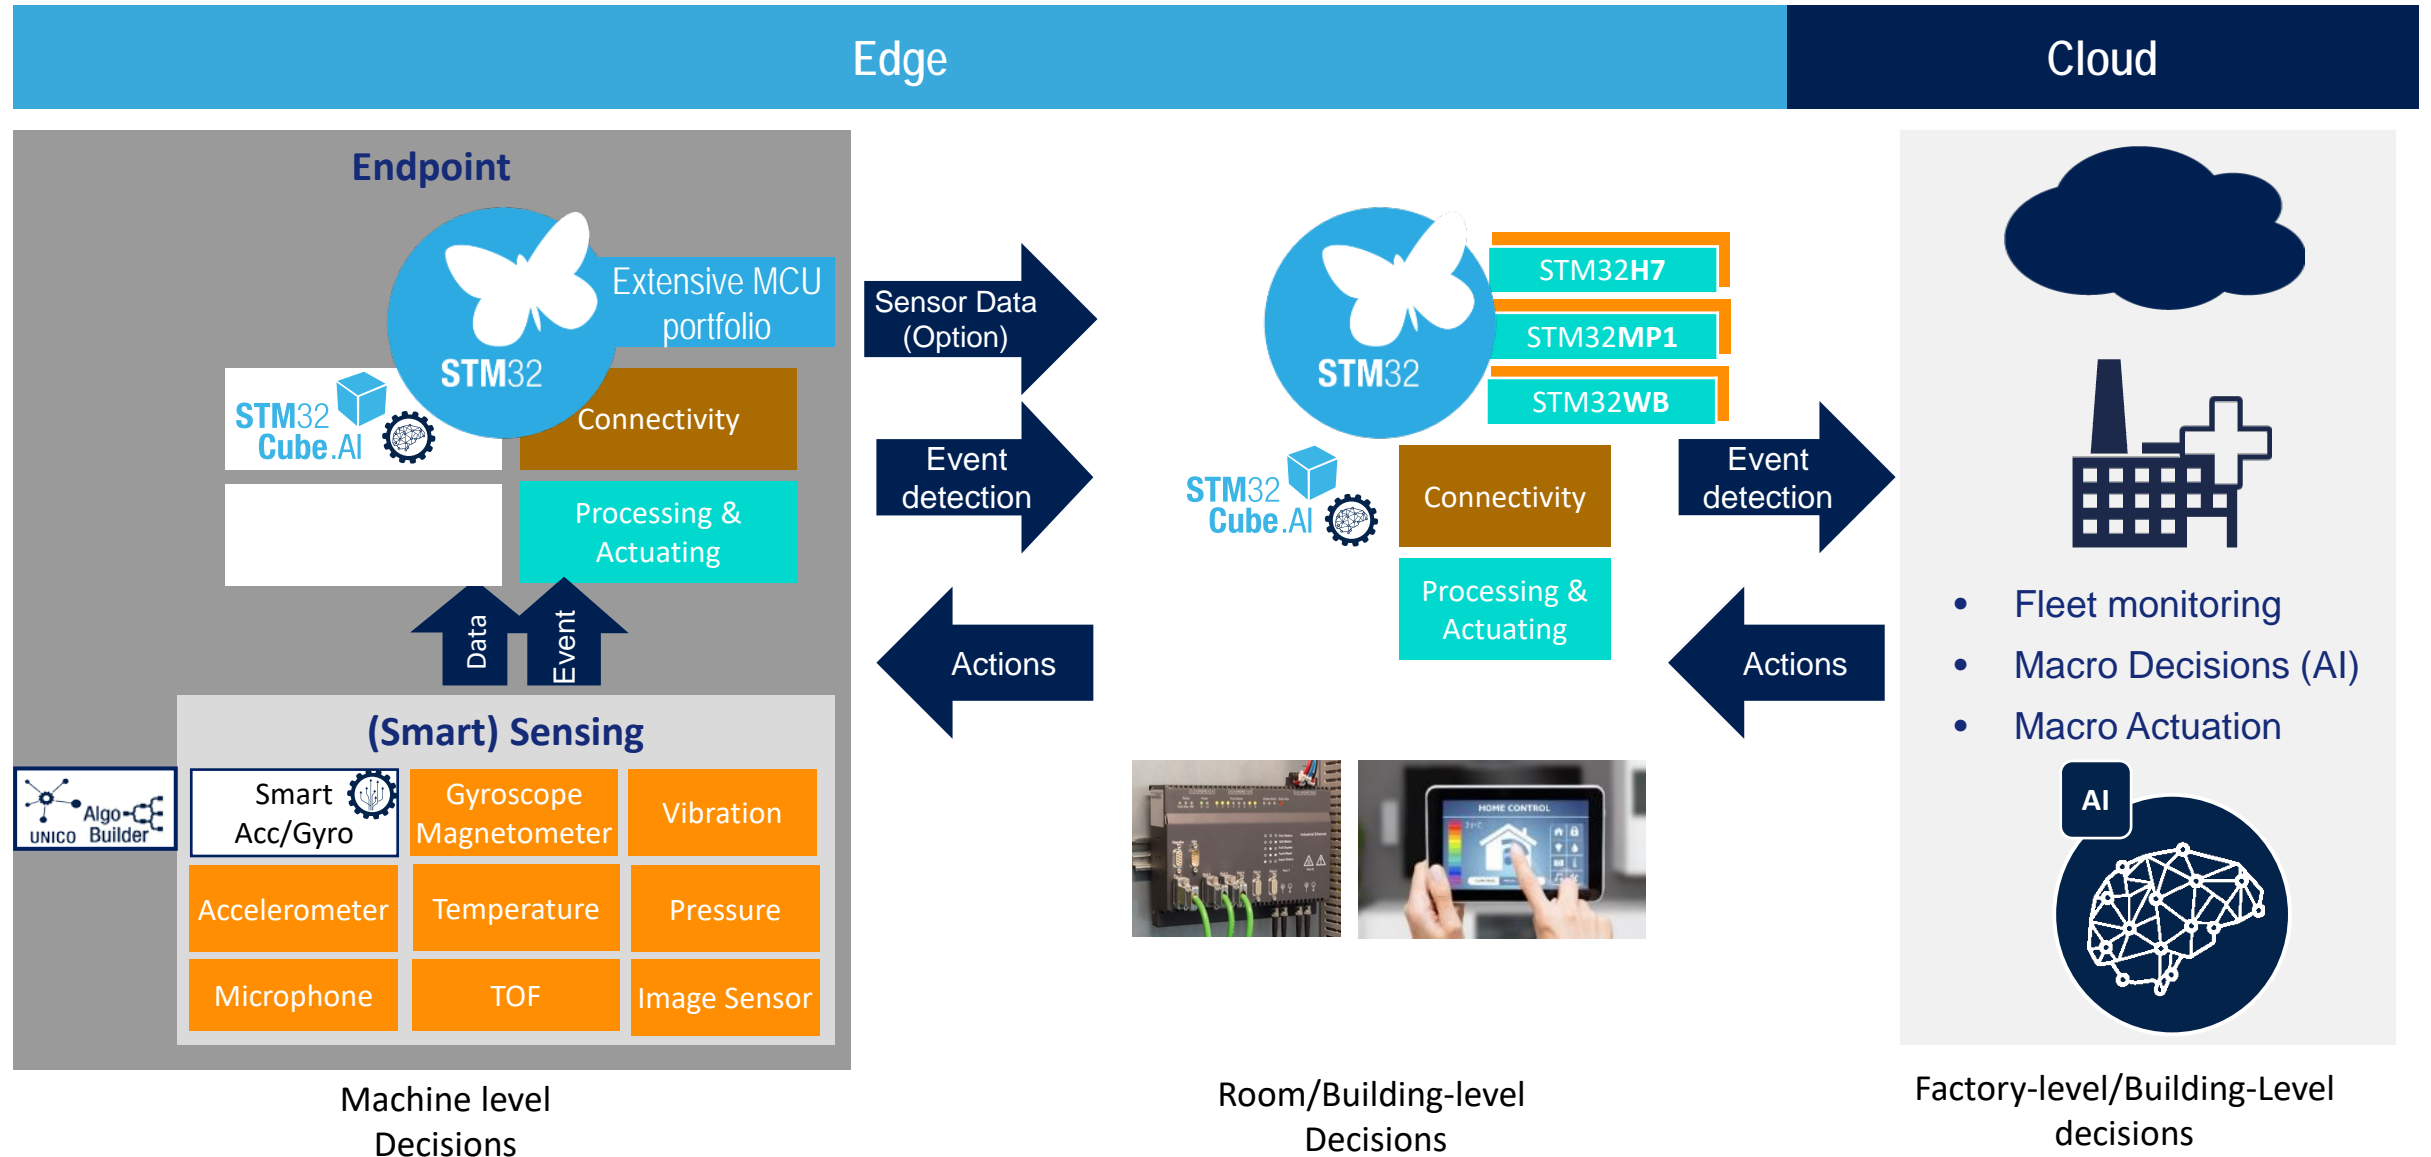 Edge
Cloud
Endpoint
Extensive MCU
portfolio
STM32
STM32
Cube.AI
Connectivity
Processing &
Actuating
Data
Event
(Smart) Sensing
UNICO
Algo
Builder
Smart
Acc/Gyro
Gyroscope
Magnetometer
Vibration
Accelerometer
Temperature
Pressure
Microphone
TOF
Image Sensor
Machine level
Decisions
Sensor Data
(Option)
Event
detection
Actions
STM32
STM32H7
STM32MP1
STM32WB
STM32
Cube.AI
Connectivity
Processing &
Actuating
HOME CONTROL
Room/Building-level
Decisions
Event
detection
Actions
• Fleet monitoring
• Macro Decisions (AI)
• Macro Actuation
AI
Factory-level/Building-Level
decisions